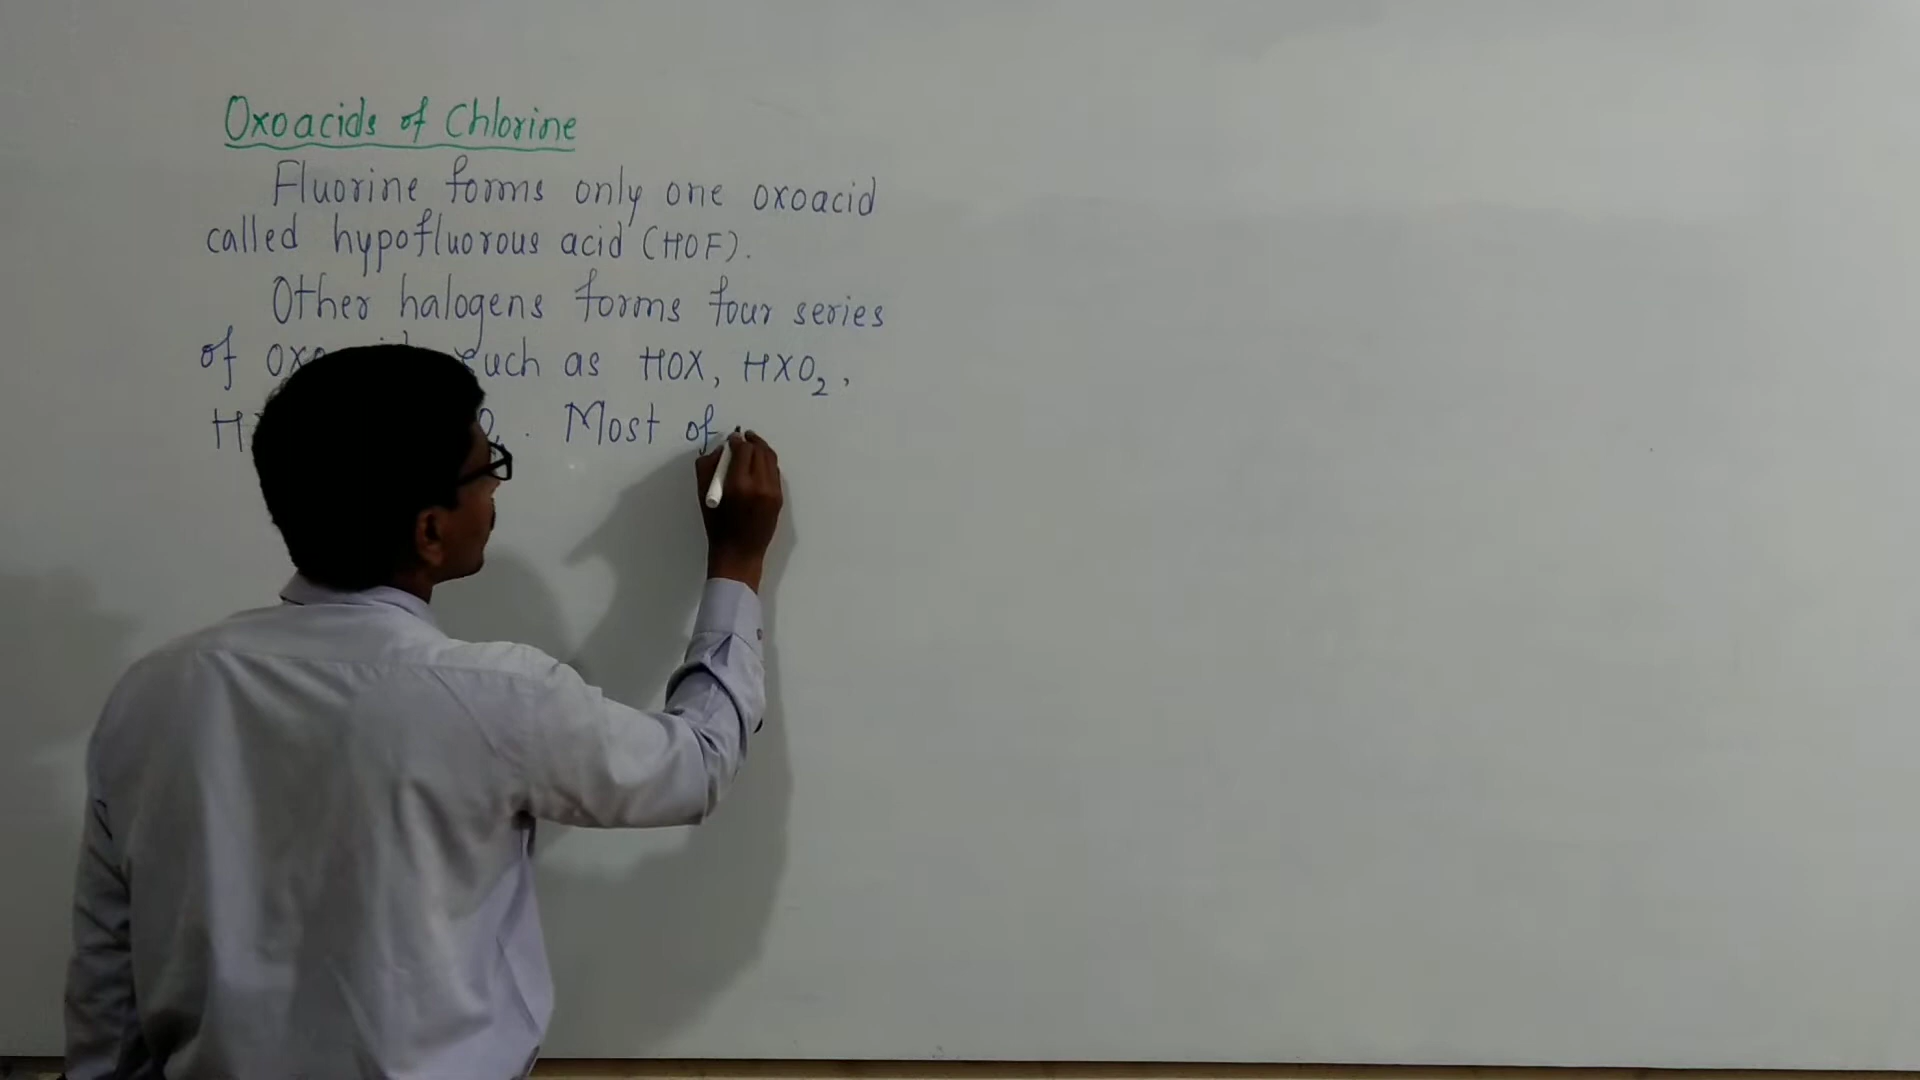 Oxoacids of Chlorine
Fluorine forms only one oxoacid
called hypofluorous acid (HOF).
Other halogens forms four series
of such as HOX, HXO₂,
Most of